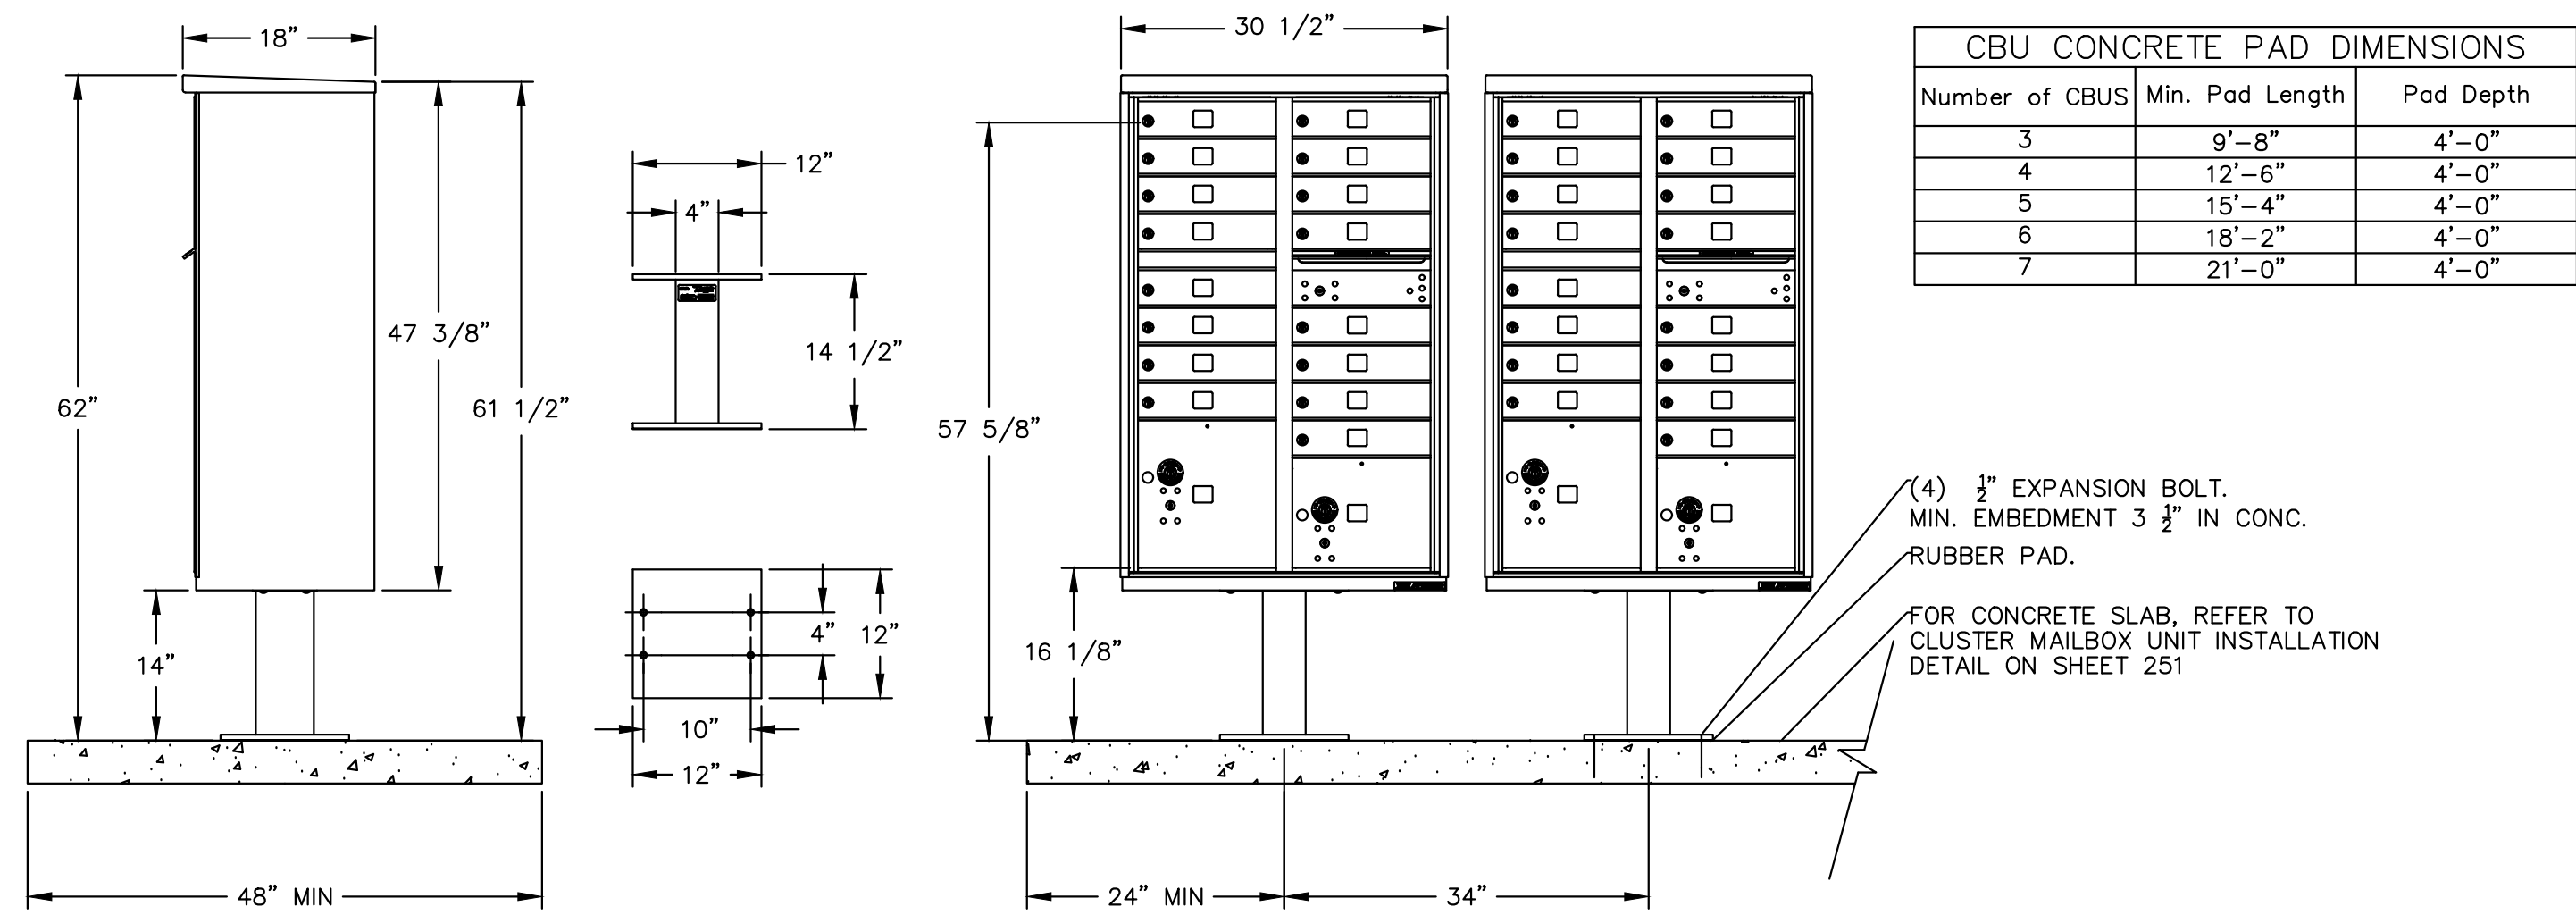 18”
62”
47 3/8”
61 1/2”
14”
48” MIN
12”
4”
14 1/2”
4”
12”
10”
12”
30 1/2”
57 5/8”
16 1/8”
24” MIN
34”
CBU CONCRETE PAD DIMENSIONS
Number of CBUS Min. Pad Length Pad Depth
3 9’-8” 4’-0”
4 12’-6” 4’-0”
5 15’-4” 4’-0”
6 18’-2” 4’-0”
7 21’-0” 4’-0”
(4) ½” EXPANSION BOLT.
MIN. EMBEDMENT 3 ½” IN CONC.
RUBBER PAD.
FOR CONCRETE SLAB, REFER TO
CLUSTER MAILBOX UNIT INSTALLATION
DETAIL ON SHEET 251